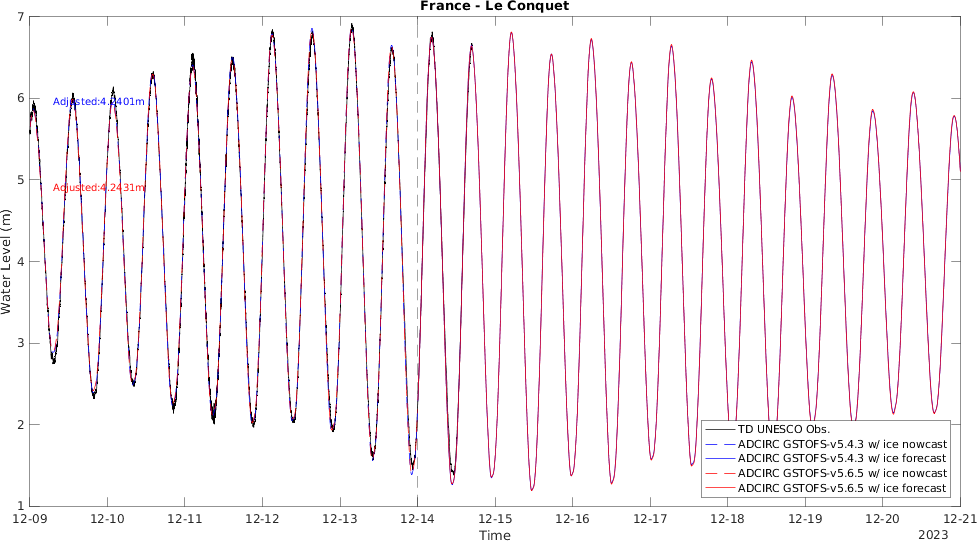 France - Le Conquet
7
6
5
4
3
2
1
Water Level (m)
Adjusted:4.2401m
Adjusted:4.2431m
TD UNESCO Obs.
ADCIRC GSTOFS-v5.4.3 w/ ice nowcast
ADCIRC GSTOFS-v5.4.3 w/ ice forecast
ADCIRC GSTOFS-v5.6.5 w/ ice nowcast
ADCIRC GSTOFS-v5.6.5 w/ ice forecast
12-09 12-10 12-11 12-12 12-13 12-14 12-15 12-16 12-17 12-18 12-19 12-20 12-21
Time
2023